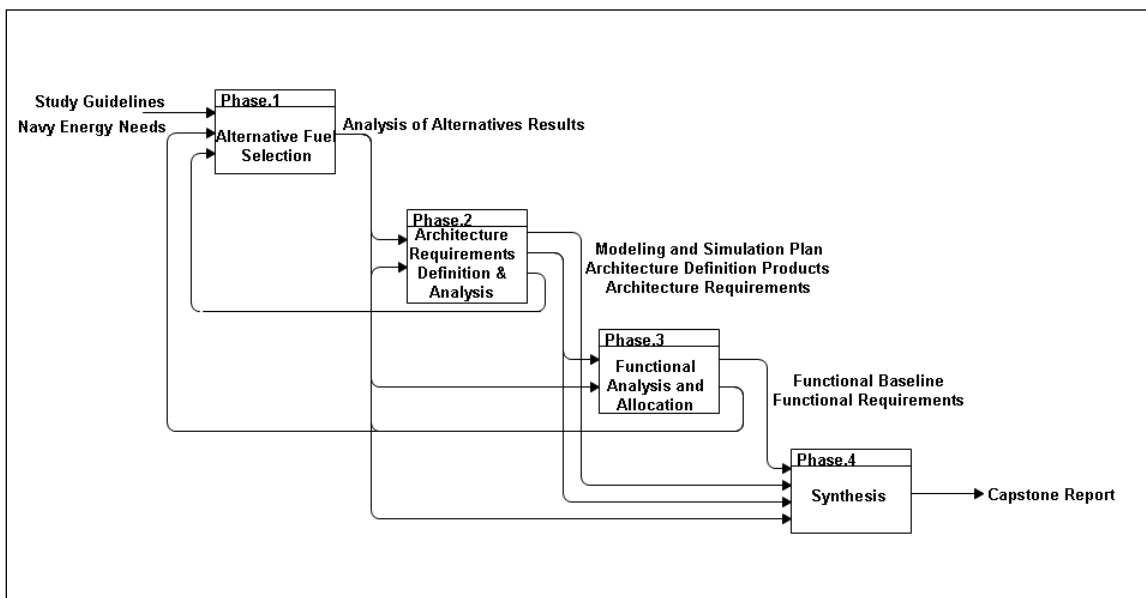 Study Guidelines
Navy Energy Needs
Phase.1
Alternative Fuel
Selection
Analysis of Alternatives Results
Phase.2
Architecture
Requirements
Definition &
Analysis
Modeling and Simulation Plan
Architecture Definition Products
Architecture Requirements
Phase.3
Functional
Analysis and
Allocation
Functional Baseline
Functional Requirements
Phase.4
Synthesis
Capstone Report